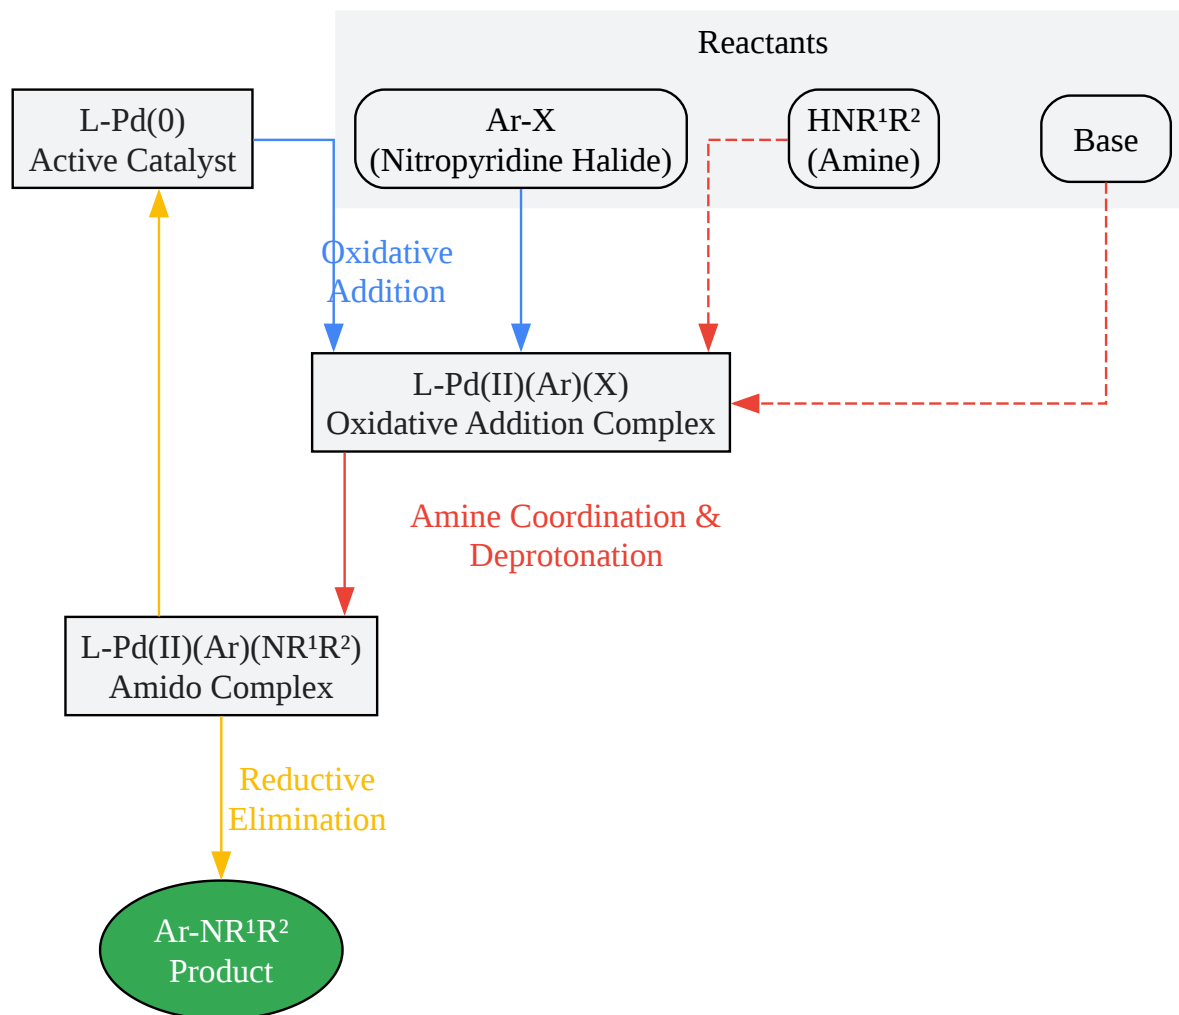 Reactants
L-Pd(0)
Active Catalyst
Ar-X
(Nitropyridine Halide)
HNR¹R²
(Amine)
Base
Oxidative
Addition
L-Pd(II)(Ar)(X)
Oxidative Addition Complex
Amine Coordination &
Deprotonation
L-Pd(II)(Ar)(NR¹R²)
Amido Complex
Reductive
Elimination
Ar-NR¹R²
Product